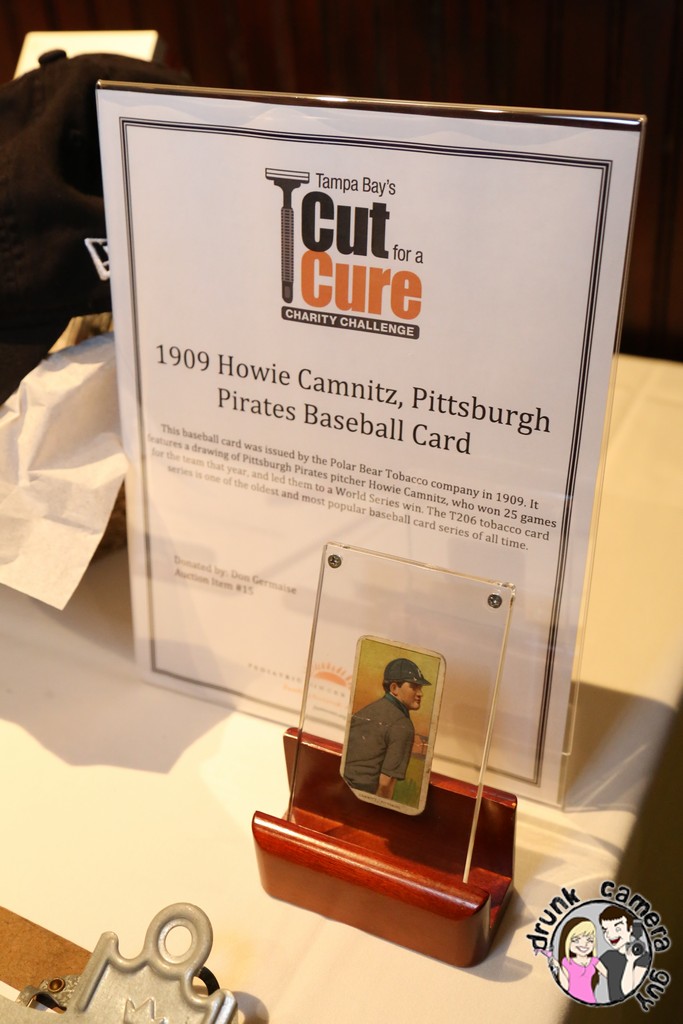 Tampa Bay's
Cut for a
Cure
CHARITY CHALLENGE
1909 Howie Camnitz, Pittsburgh
Pirates Baseball Card
This baseball card was issued by the Polar Bear Tobacco company in 1909. It
features a drawing of Pittsburgh Pirates pitcher Howie Camnitz, who won 25 games
for the team that year, and led them to a World Series win. The T206 tobacco card
series is one of the oldest and most popular baseball card series of all time.
Donated by: Don Germaise
Auction Item #15
PEDIATRIC
drunk camera guy